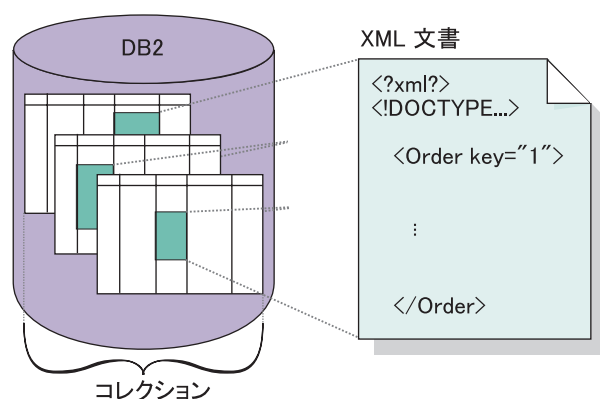 DB2
コレクション
XML 文書
<?xml?>
<!DOCTYPE...>
<Order key="1">
⋮
</Order>